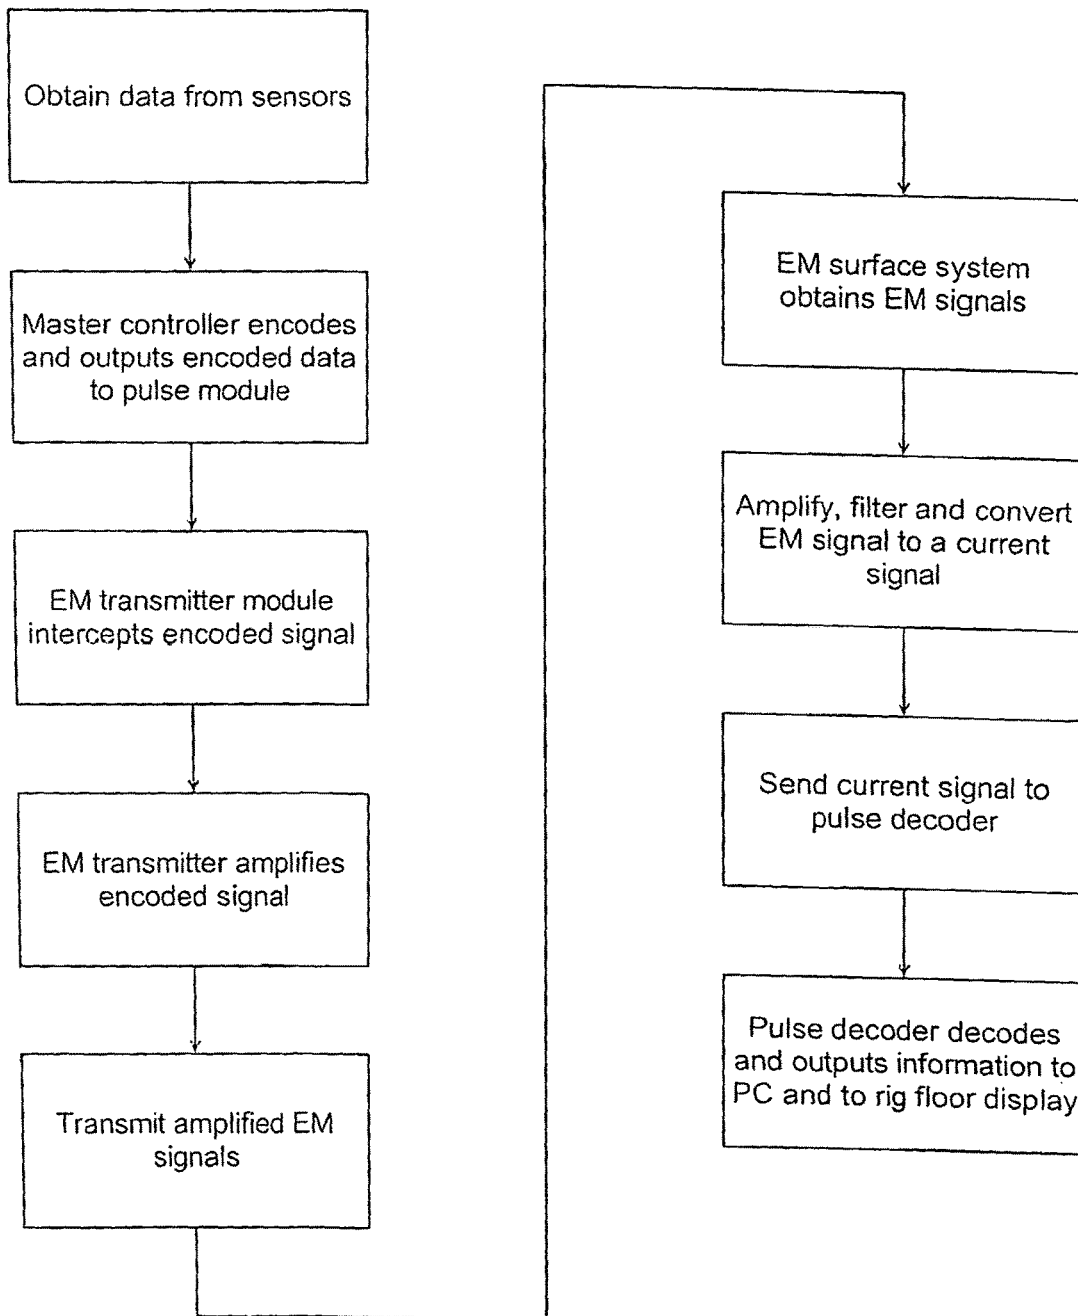 Obtain data from sensors
Master controller encodes
and outputs encoded data
to pulse module
EM transmitter module
intercepts encoded signal
EM transmitter amplifies
encoded signal
Transmit amplified EM
signals
EM surface system
obtains EM signals
Amplify, filter and convert
EM signal to a current
signal
Send current signal to
pulse decoder
Pulse decoder decodes
and outputs information to
PC and to rig floor display